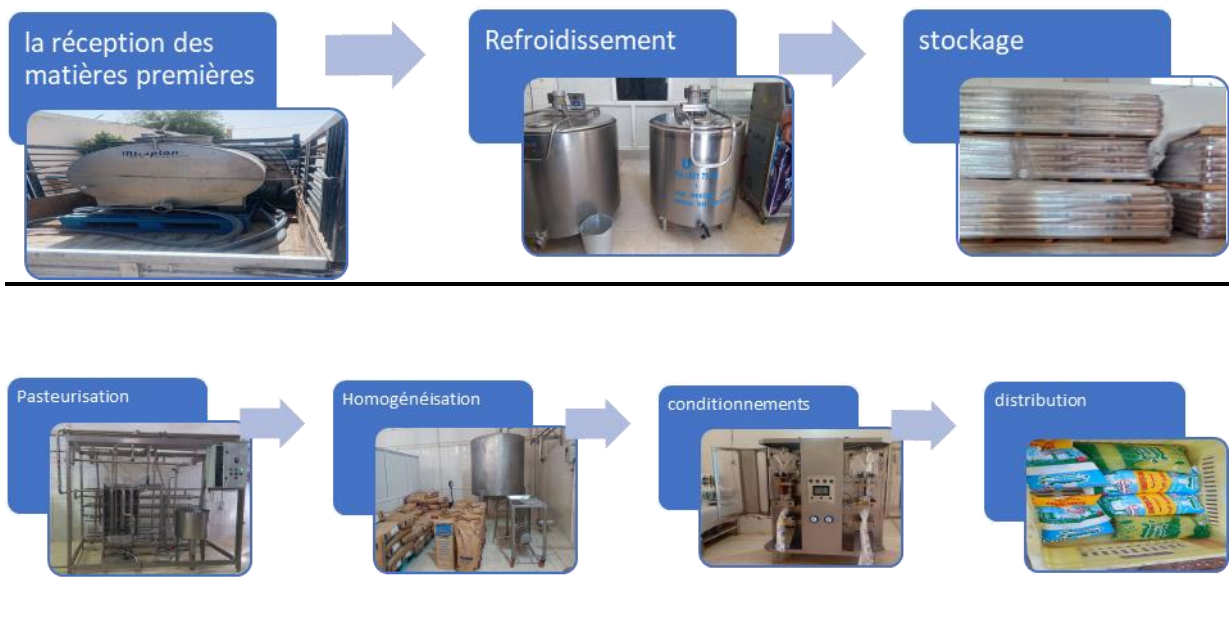 la réception des
matières premières
Refroidissement
stockage
Pasteurisation
Homogénéisation
conditionnements
distribution